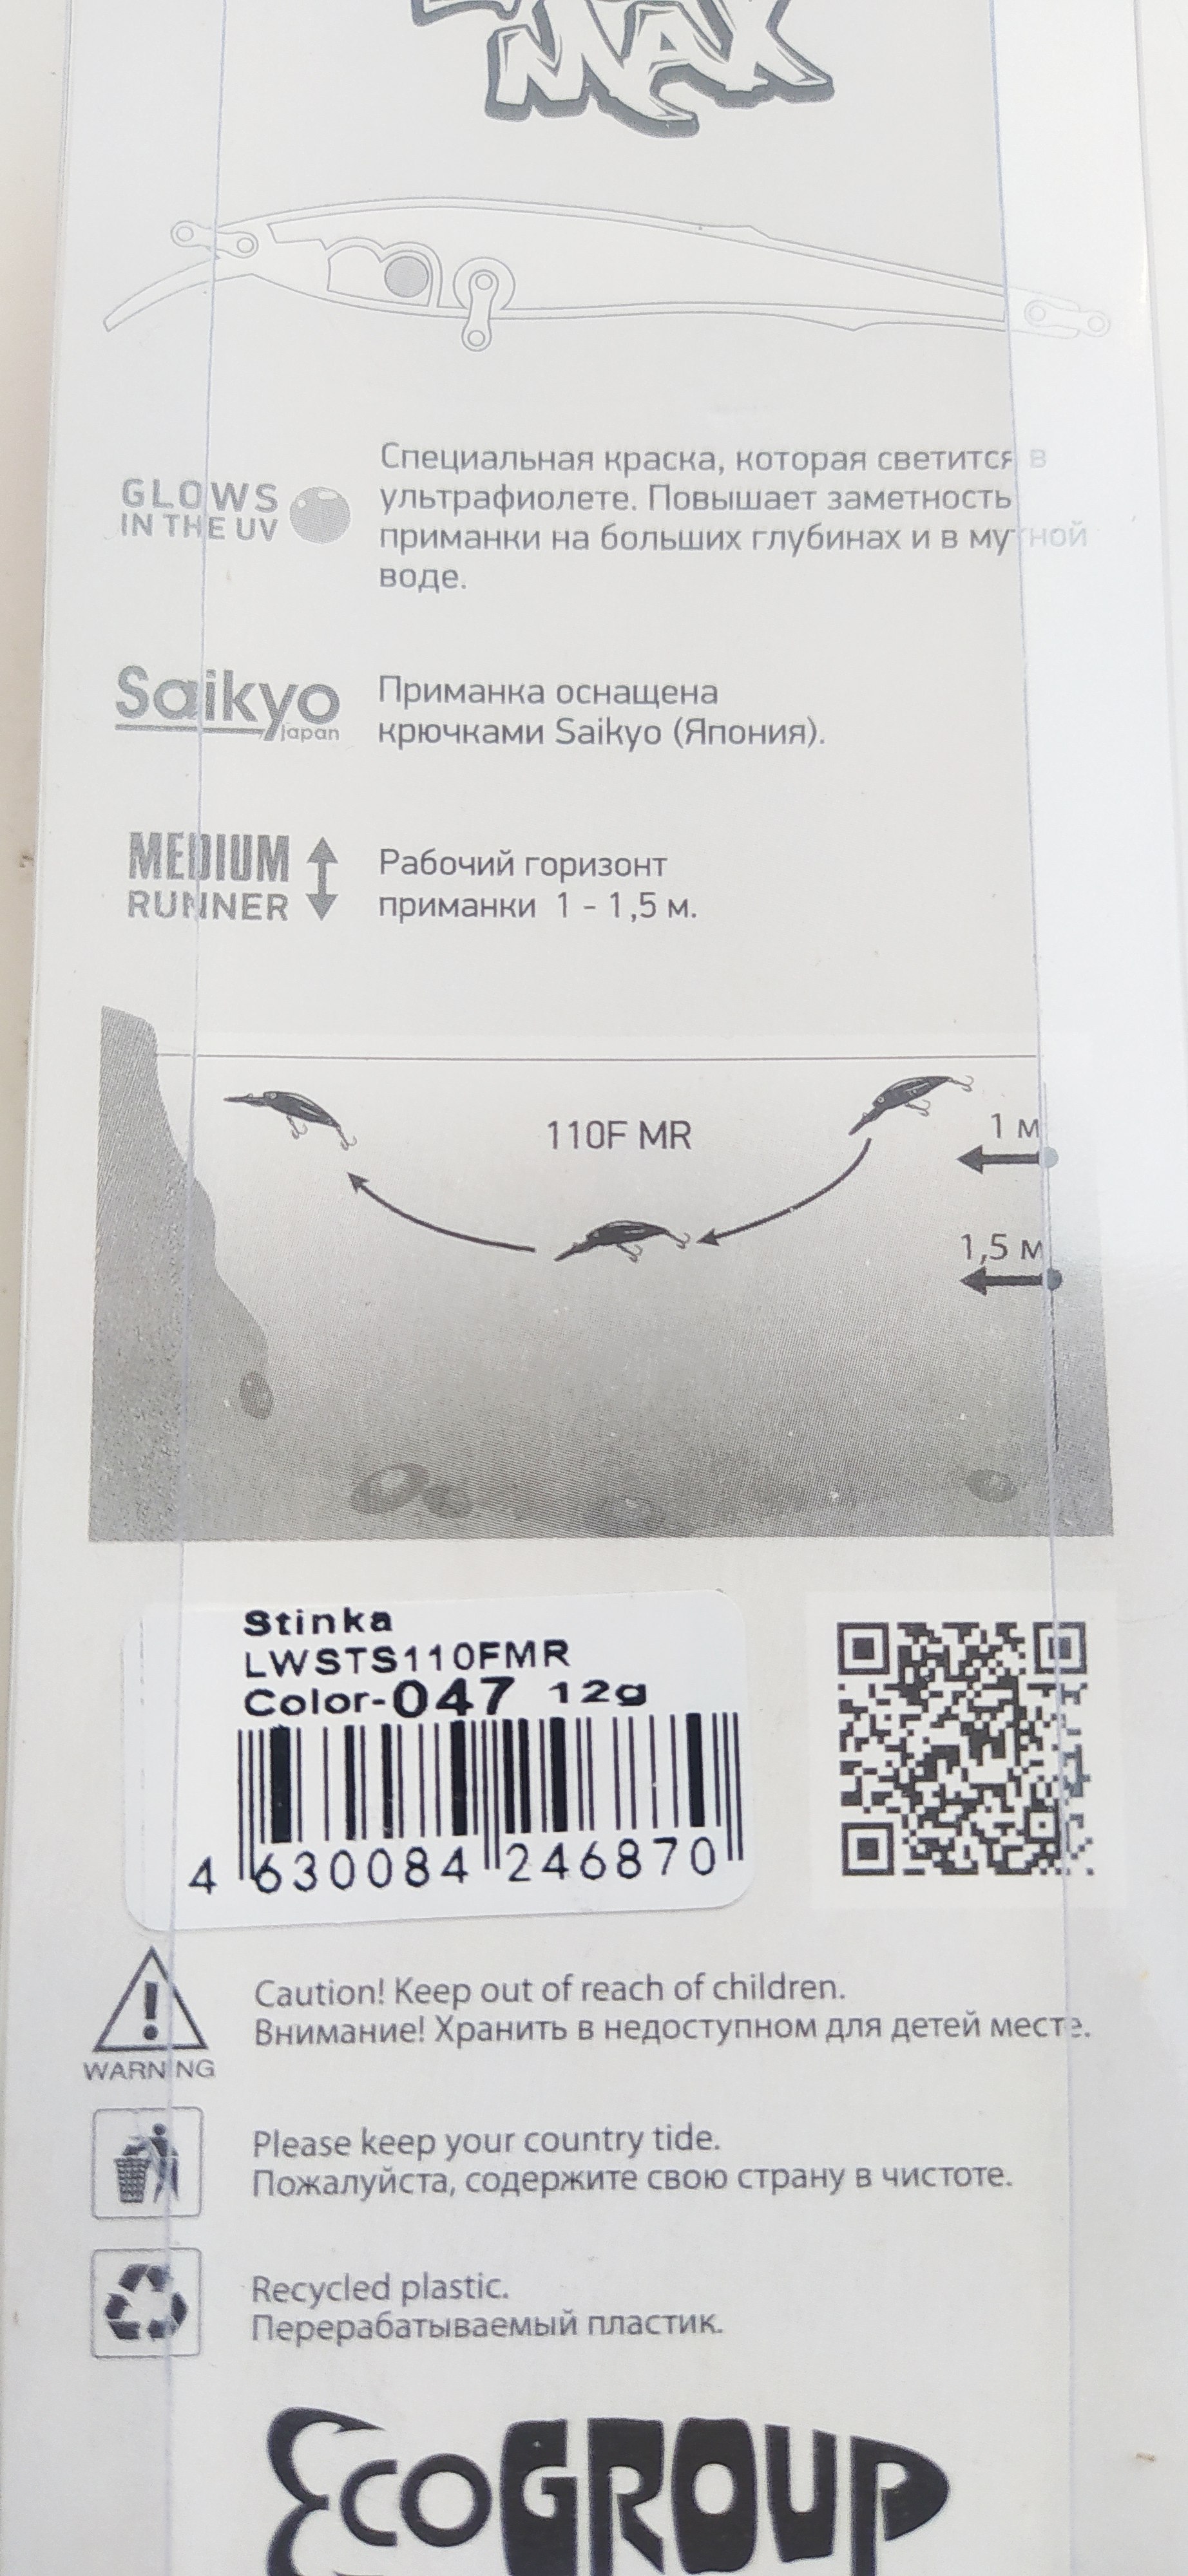 MAX
GLOWS
IN THE UV
Специальная краска, которая светится в
ультрафиолете. Повышает заметность
приманки на больших глубинах и в мутной
воде.
Saikyo
japan
Приманка оснащена
крючками Saikyo (Япония).
MEDIUM
RUNNER
Рабочий горизонт
приманки 1 - 1,5 м.
110F MR
1 м
1,5 м
Stinka
LWSTS110FMR
Color-047 12g
4 630084 246870
WARNING
Caution! Keep out of reach of children.
Внимание! Хранить в недоступном для детей месте.
Please keep your country tide.
Пожалуйста, содержите свою страну в чистоте.
Recycled plastic.
Перерабатываемый пластик.
EcoGROUP